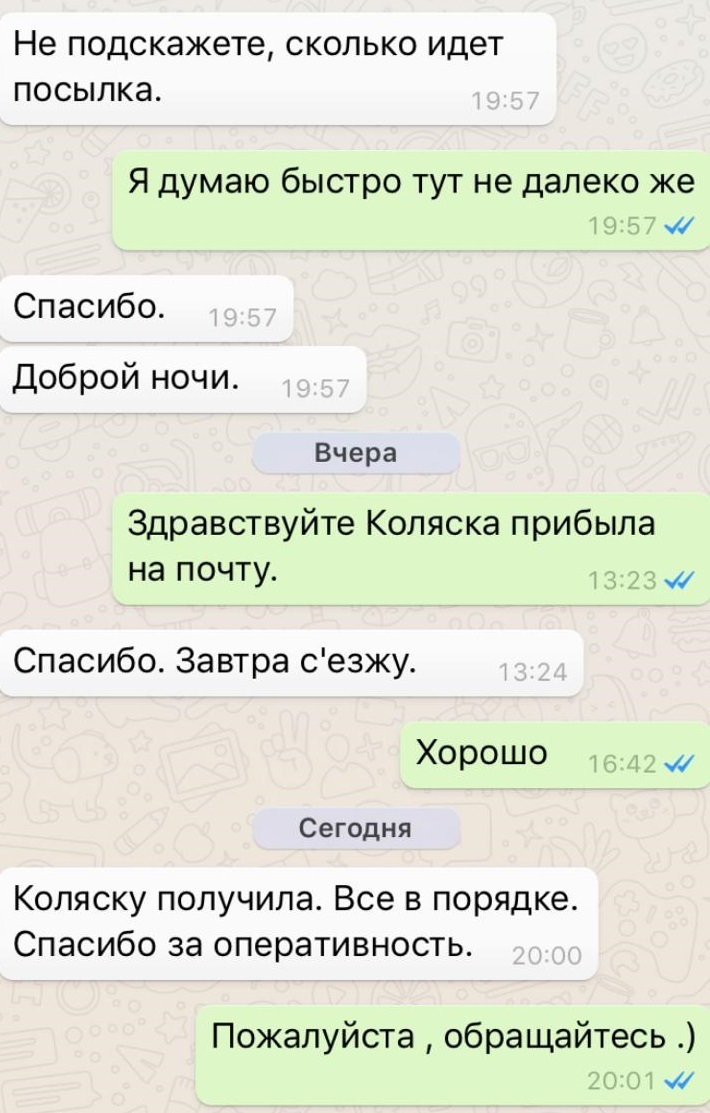 Не подскажете, сколько идет
посылка.
19:57
Я думаю быстро тут не далеко же
19:57
Спасибо.
19:57
Доброй ночи.
19:57
Вчера
Здравствуйте Коляска прибыла
на почту.
13:23
Спасибо. Завтра с'езжу.
13:24
Хорошо
16:42
Сегодня
Коляску получила. Все в порядке.
Спасибо за оперативность.
20:00
Пожалуйста , обращайтесь .)
20:01